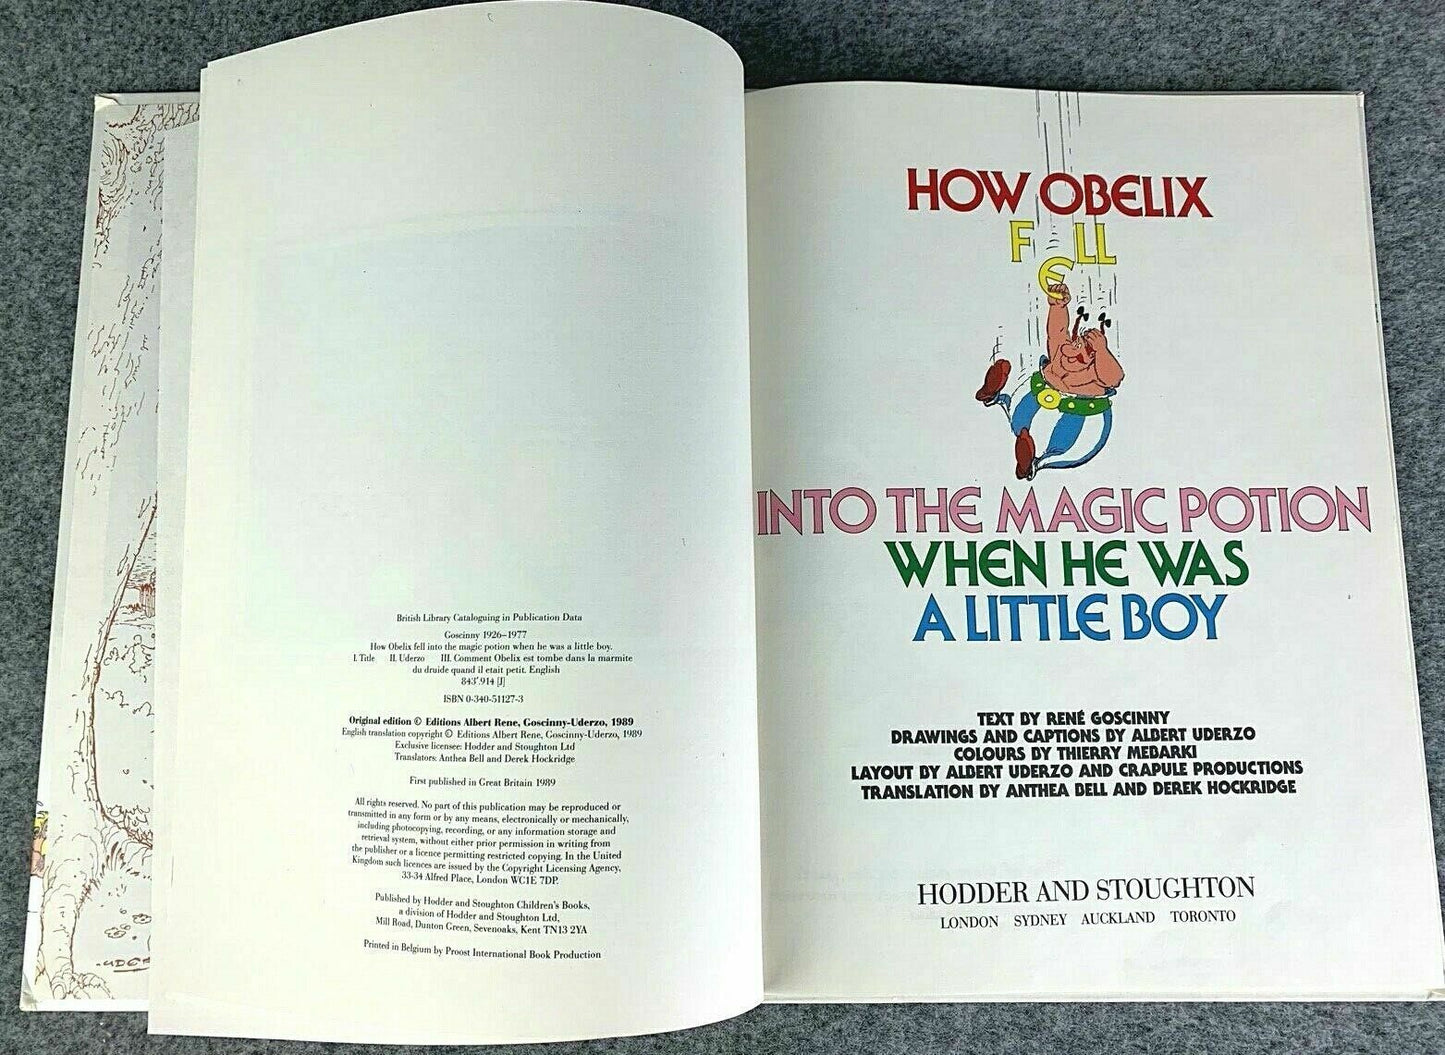 British Library Cataloguing in Publication Data
Goscinny 1926–1977
How Obelix fell into the magic potion when he was a little boy.
I. Title II. Uderzo III. Comment Obelix est tombe dans la marmite
du druide quand il etait petit. English
843'.914 [J]
ISBN 0-340-51127-3
Original edition © Editions Albert Rene, Goscinny-Uderzo, 1989
English translation copyright © Editions Albert Rene, Goscinny-Uderzo, 1989
Exclusive licensee: Hodder and Stoughton Ltd
Translators: Anthea Bell and Derek Hockridge
First published in Great Britain 1989
All rights reserved. No part of this publication may be reproduced or
transmitted in any form or by any means, electronically or mechanically,
including photocopying, recording, or any information storage and
retrieval system, without either prior permission in writing from
the publisher or a licence permitting restricted copying. In the United
Kingdom such licences are issued by the Copyright Licensing Agency,
33-34 Alfred Place, London WC1E 7DP.
Published by Hodder and Stoughton Children's Books,
a division of Hodder and Stoughton Ltd,
Mill Road, Dunton Green, Sevenoaks, Kent TN13 2YA
Printed in Belgium by Proost International Book Production
HOW OBELIX
FELL
INTO THE MAGIC POTION
WHEN HE WAS
A LITTLE BOY
TEXT BY RENÉ GOSCINNY
DRAWINGS AND CAPTIONS BY ALBERT UDERZO
COLOURS BY THIERRY MEBARKI
LAYOUT BY ALBERT UDERZO AND CRAPULE PRODUCTIONS
TRANSLATION BY ANTHEA BELL AND DEREK HOCKRIDGE
HODDER AND STOUGHTON
LONDON SYDNEY AUCKLAND TORONTO